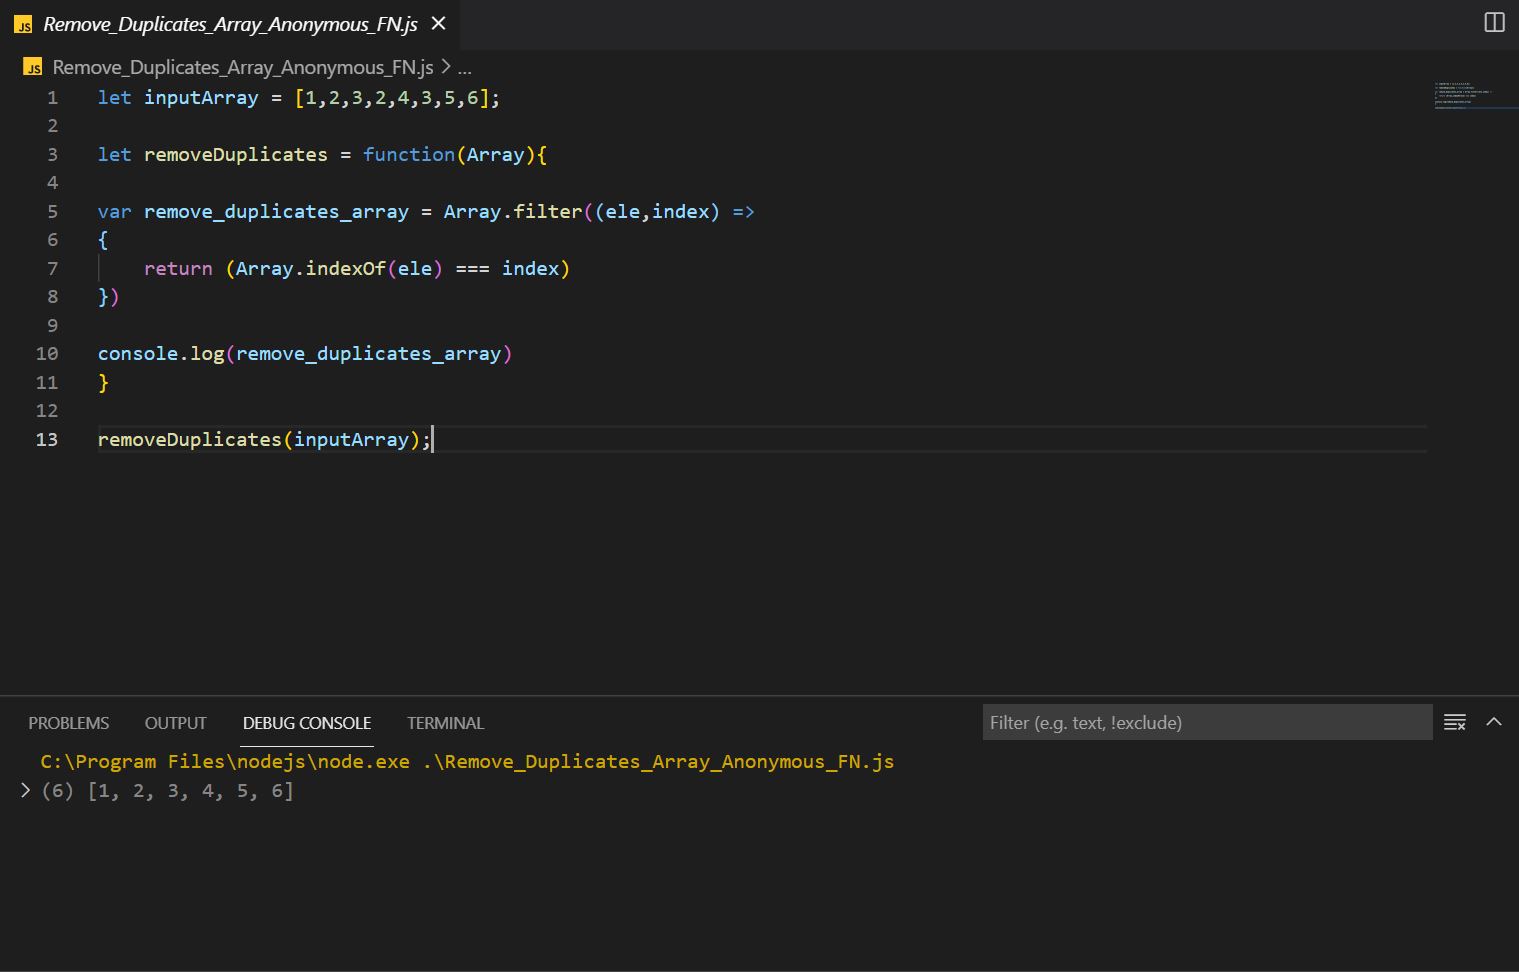 JS Remove_Duplicates_Array_Anonymous_FN.js
JS Remove_Duplicates_Array_Anonymous_FN.js > ...
1 let inputArray = [1,2,3,2,4,3,5,6];
2
3 let removeDuplicates = function(Array){
4
5 var remove_duplicates_array = Array.filter((ele,index) =>
6 {
7     return (Array.indexOf(ele) === index)
8 })
9
10 console.log(remove_duplicates_array)
11 }
12
13 removeDuplicates(inputArray);
PROBLEMS OUTPUT DEBUG CONSOLE TERMINAL Filter (e.g. text, !exclude)
C:\Program Files\nodejs\node.exe .\Remove_Duplicates_Array_Anonymous_FN.js
> (6) [1, 2, 3, 4, 5, 6]